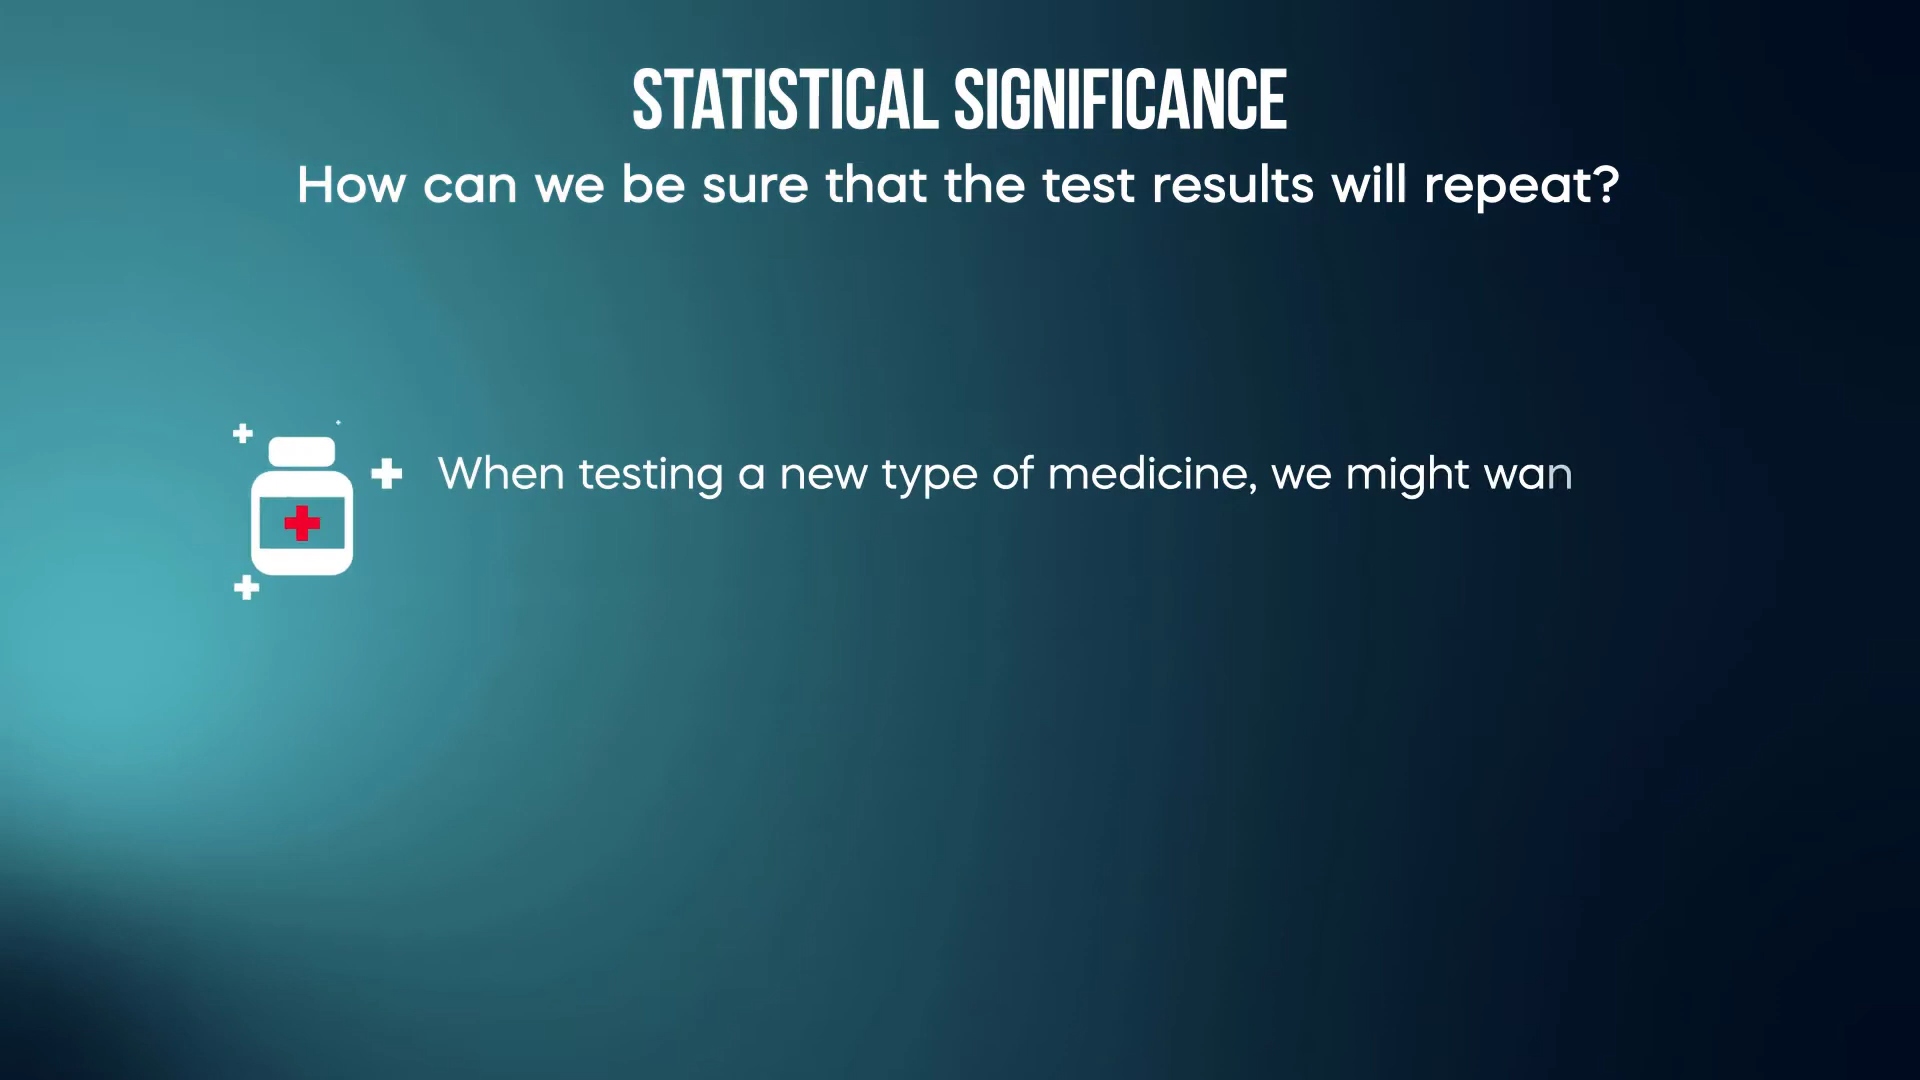 STATISTICAL SIGNIFICANCE
How can we be sure that the test results will repeat?
When testing a new type of medicine, we might wan